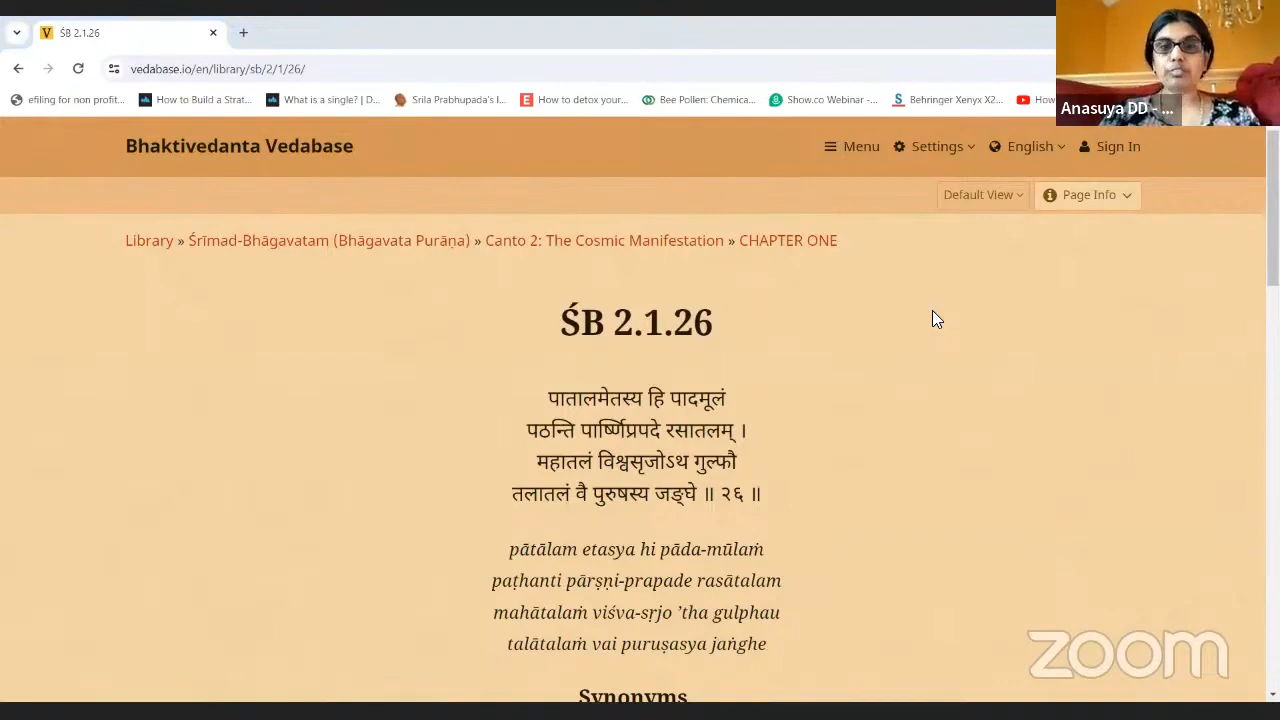 ŚB 2.1.26
vedabase.io/en/library/sb/2/1/26/
efiling for non profit... How to Build a Strat... What is a single? | D... Srila Prabhupada's l... How to detox your... Bee Pollen: Chemica... Show.co Webinar -... Behringer Xenyx X2... How
Anasuya DD - ...
Bhaktivedanta Vedabase
Menu Settings English Sign In
Default View Page Info
Library » Śrīmad-Bhāgavatam (Bhāgavata Purāṇa) » Canto 2: The Cosmic Manifestation » CHAPTER ONE
ŚB 2.1.26
पातालमेतस्य हि पादमूलं
पठन्ति पार्ष्णिप्रपदे रसातलम् ।
महातलं विश्वसृजोऽथ गुल्फौ
तलातलं वै पुरुषस्य जङ्घे ॥ २६ ॥
pātālam etasya hi pāda-mūlaṁ
paṭhanti pārṣṇi-prapade rasātalam
mahātalaṁ viśva-sṛjo ’tha gulphau
talātalaṁ vai puruṣasya jaṅghe
Synonyms
zoom